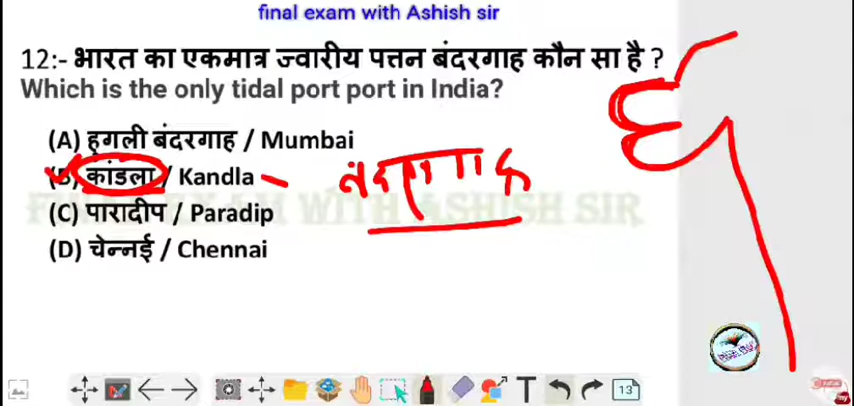 final exam with Ashish sir
12:- भारत का एकमात्र ज्वारीय पत्तन बंदरगाह कौन सा है ?
Which is the only tidal port port in India?
(A) हुगली बंदरगाह / Mumbai
(B) कांडला / Kandla
बंदरगाह
(C) पारादीप / Paradip
FINAL EXAM WITH ASHISH SIR
(D) चेन्नई / Chennai
T
13